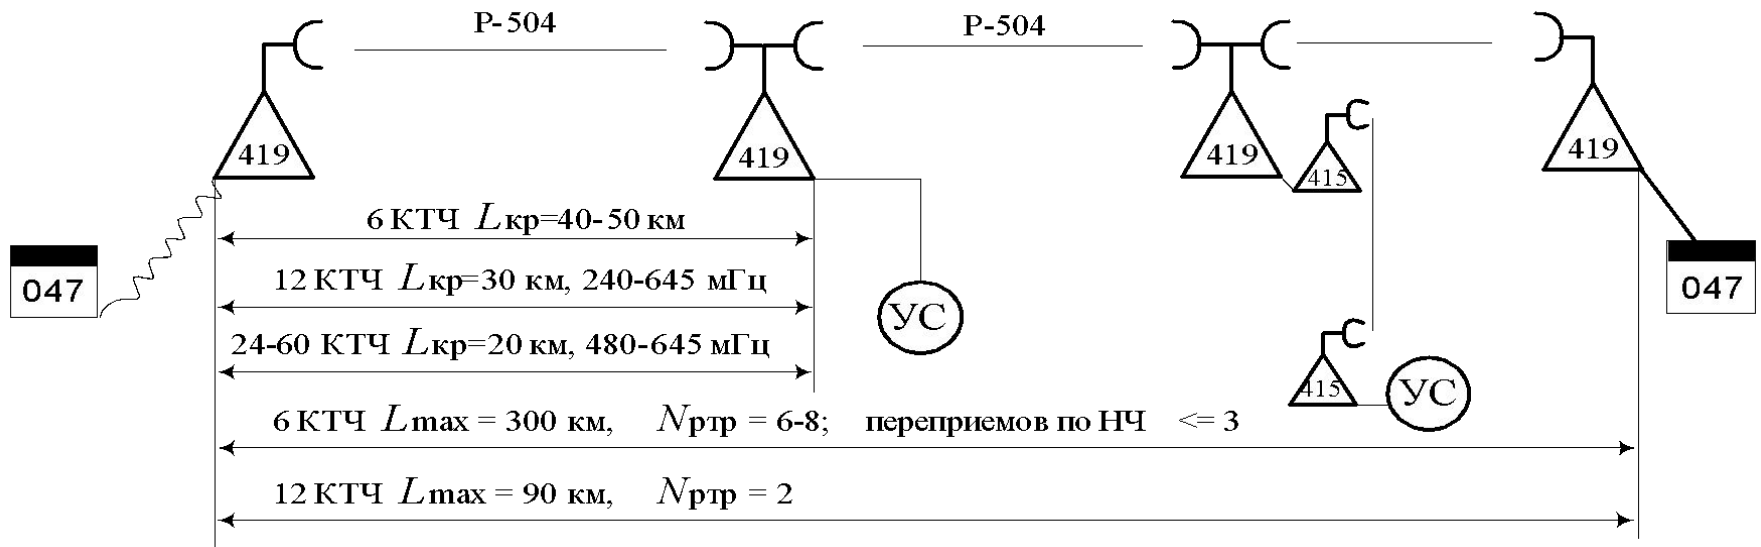 Р-504
Р-504
419
419
419
415
419
6 КТЧ Lкр=40-50 км
12 КТЧ Lкр=30 км, 240-645 мГц
24-60 КТЧ Lкр=20 км, 480-645 мГц
047
УС
047
415
УС
6 КТЧ Lmax = 300 км, Nртр = 6-8; переприемов по НЧ <= 3
12 КТЧ Lmax = 90 км, Nртр = 2